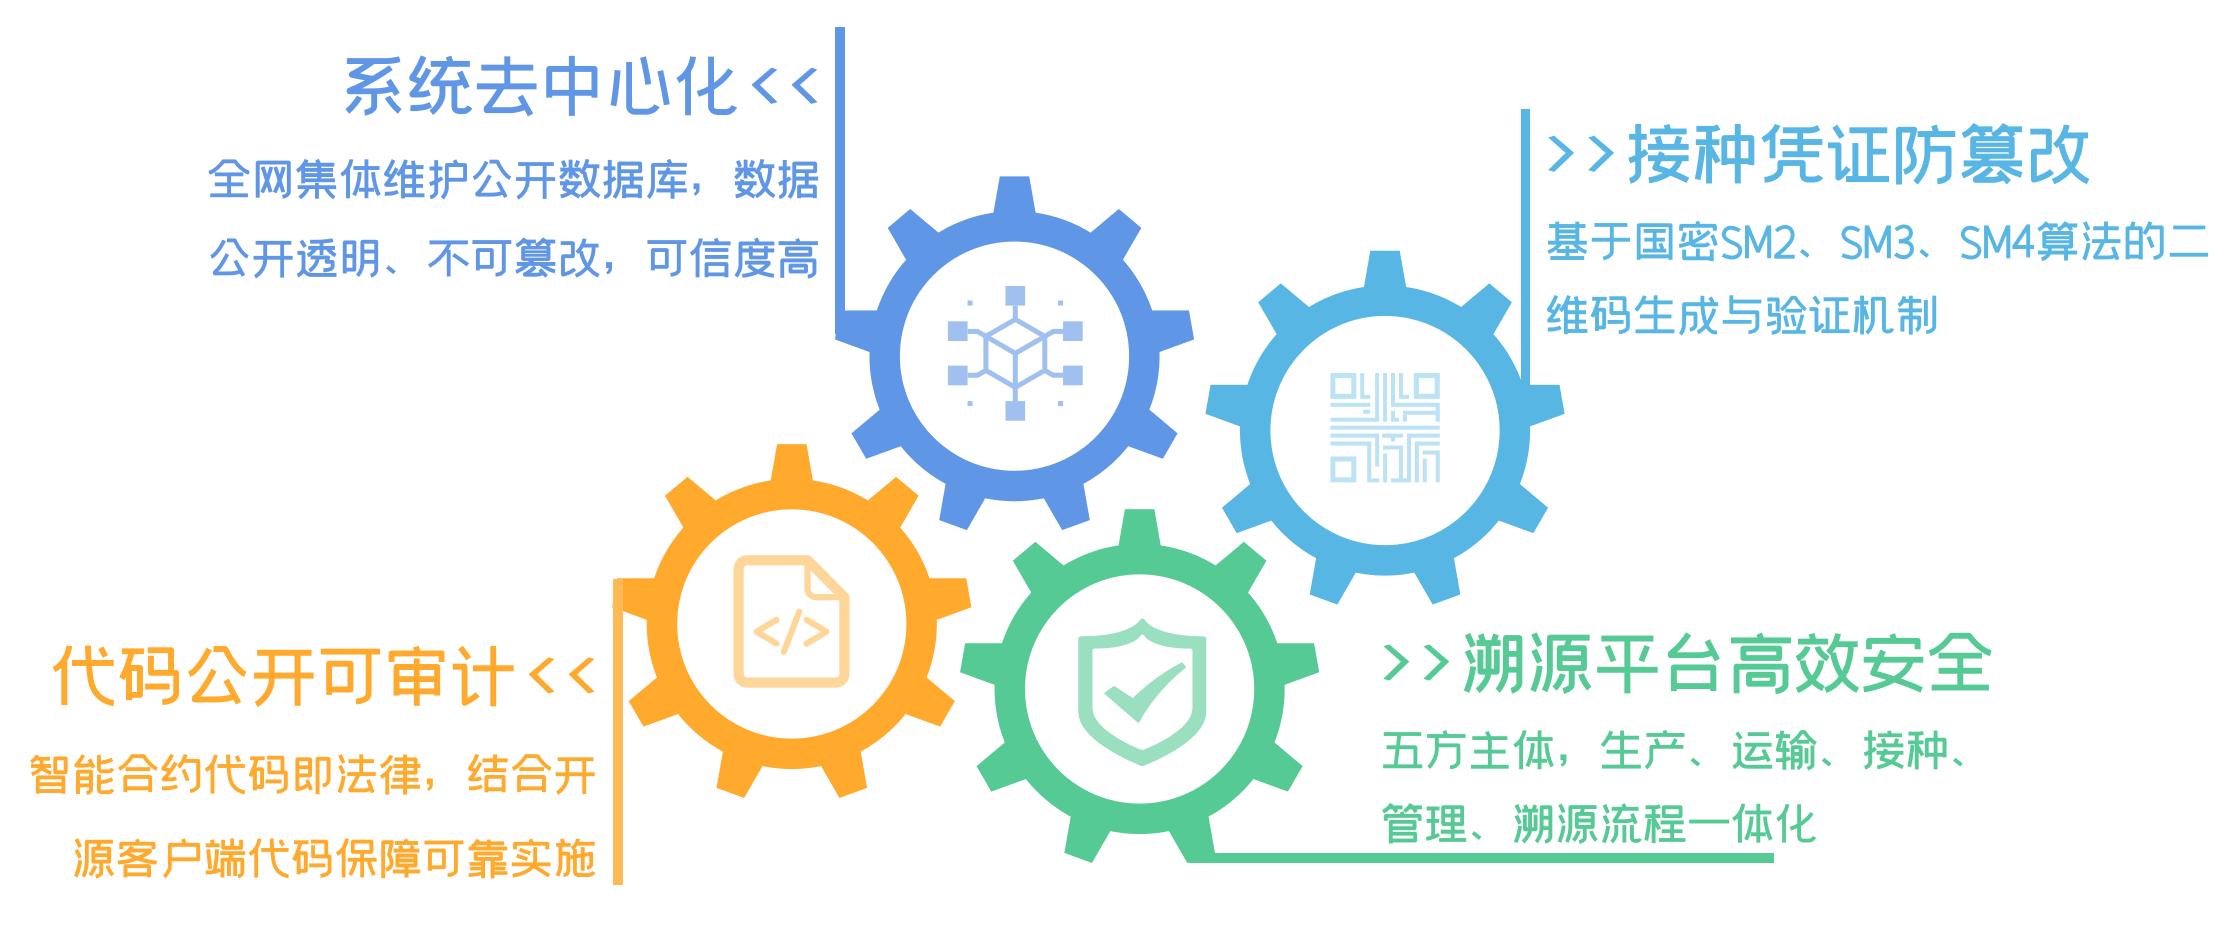 系统去中心化<<
全网集体维护公开数据库，数据
公开透明、不可篡改，可信度高
>>接种凭证防篡改
基于国密SM2、SM3、SM4算法的二
维码生成与验证机制
代码公开可审计<<
智能合约代码即法律，结合开
源客户端代码保障可靠实施
>>溯源平台高效安全
五方主体，生产、运输、接种、
管理、溯源流程一体化